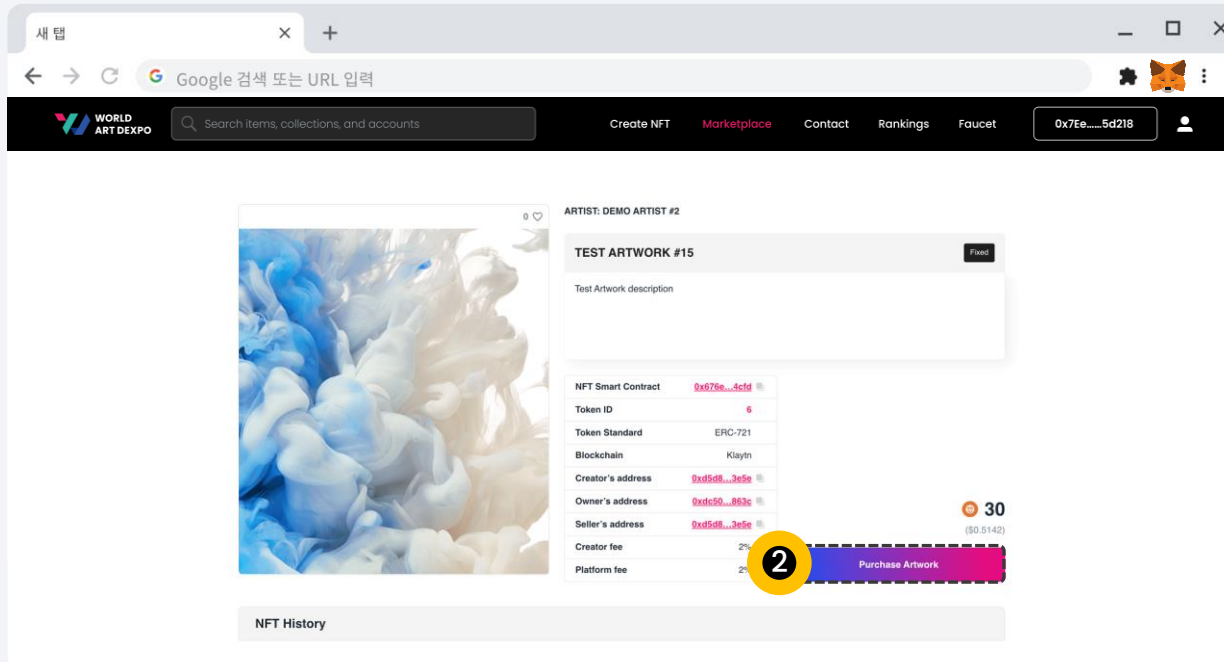 새 탭
Google 검색 또는 URL 입력
WORLD
ART DEXPO
Search items, collections, and accounts
Create NFT
Marketplace
Contact
Rankings
Faucet
0x7Ee......5d218
0
ARTIST: DEMO ARTIST #2
TEST ARTWORK #15
Fixed
Test Artwork description
NFT Smart Contract 0x676e...4cfd
Token ID 6
Token Standard ERC-721
Blockchain Klaytn
Creator's address 0xd5d8...3e5e
Owner's address 0xdc50...863c
Seller's address 0xd5d8...3e5e
Creator fee 2%
Platform fee 2%
30
($0.5142)
2
Purchase Artwork
NFT History